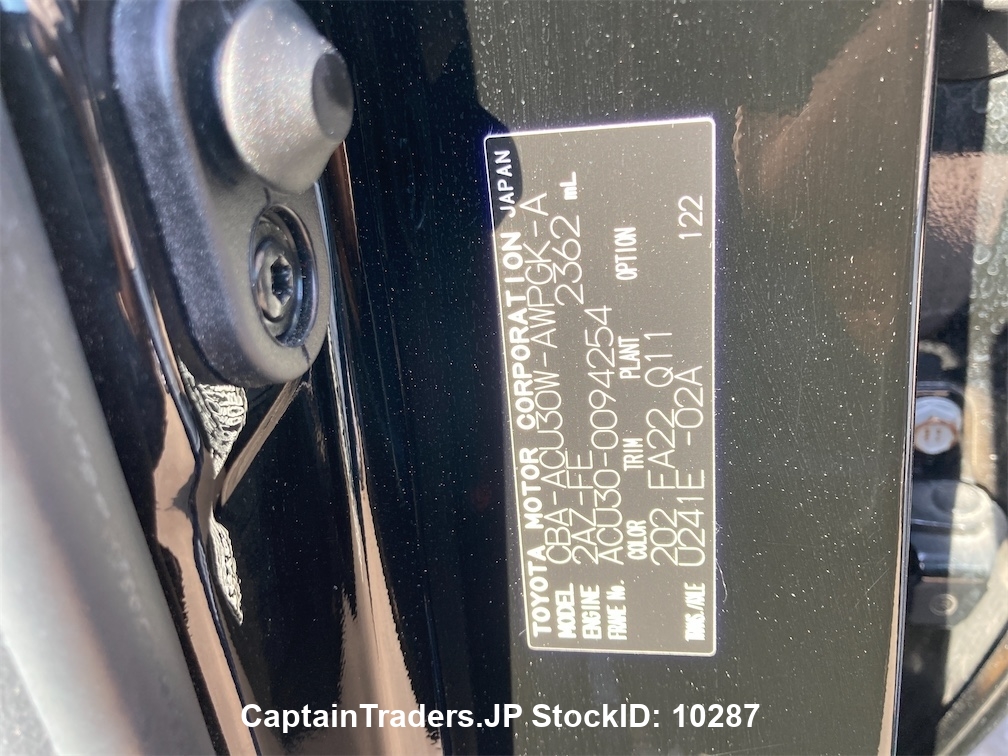 TOYOTA MOTOR CORPORATION JAPAN
MODEL CBA-ACU30W-AWPGK-A
ENGINE 2AZ-FE 2362 mL
FRAME No. ACU30-0094254
COLOR TRIM PLANT OPTION
202 FA22 Q11
TRANS./AXLE U241E -02A 122
CaptainTraders.JP StockID: 10287